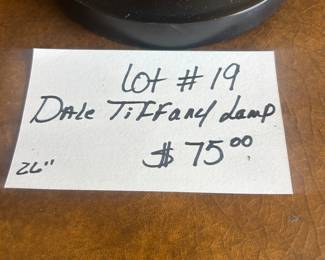 Lot # 19
Dale Tiffany Lamp
26" $ 75.00